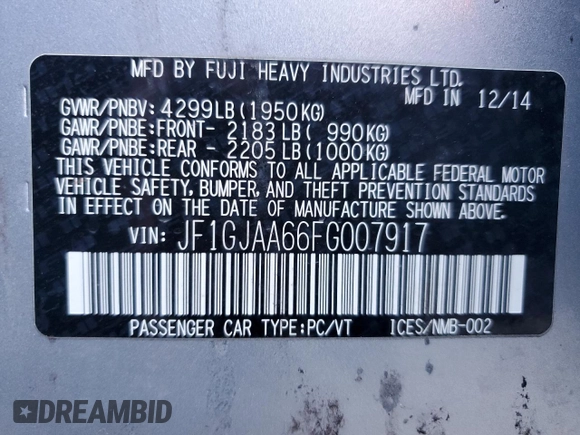 MFD BY FUJI HEAVY INDUSTRIES LTD.
MFD IN 12/14
GVWR/PNBV: 4299LB(1950KG)
GAWR/PNBE:FRONT- 2183LB( 990KG)
GAWR/PNBE:REAR - 2205LB(1000KG)
THIS VEHICLE CONFORMS TO ALL APPLICABLE FEDERAL MOTOR
VEHICLE SAFETY, BUMPER, AND THEFT PREVENTION STANDARDS
IN EFFECT ON THE DATE OF MANUFACTURE SHOWN ABOVE.
VIN: JF1GJAA66FG007917
PASSENGER CAR TYPE:PC/VT ICES/NMB-002
DREAMBID